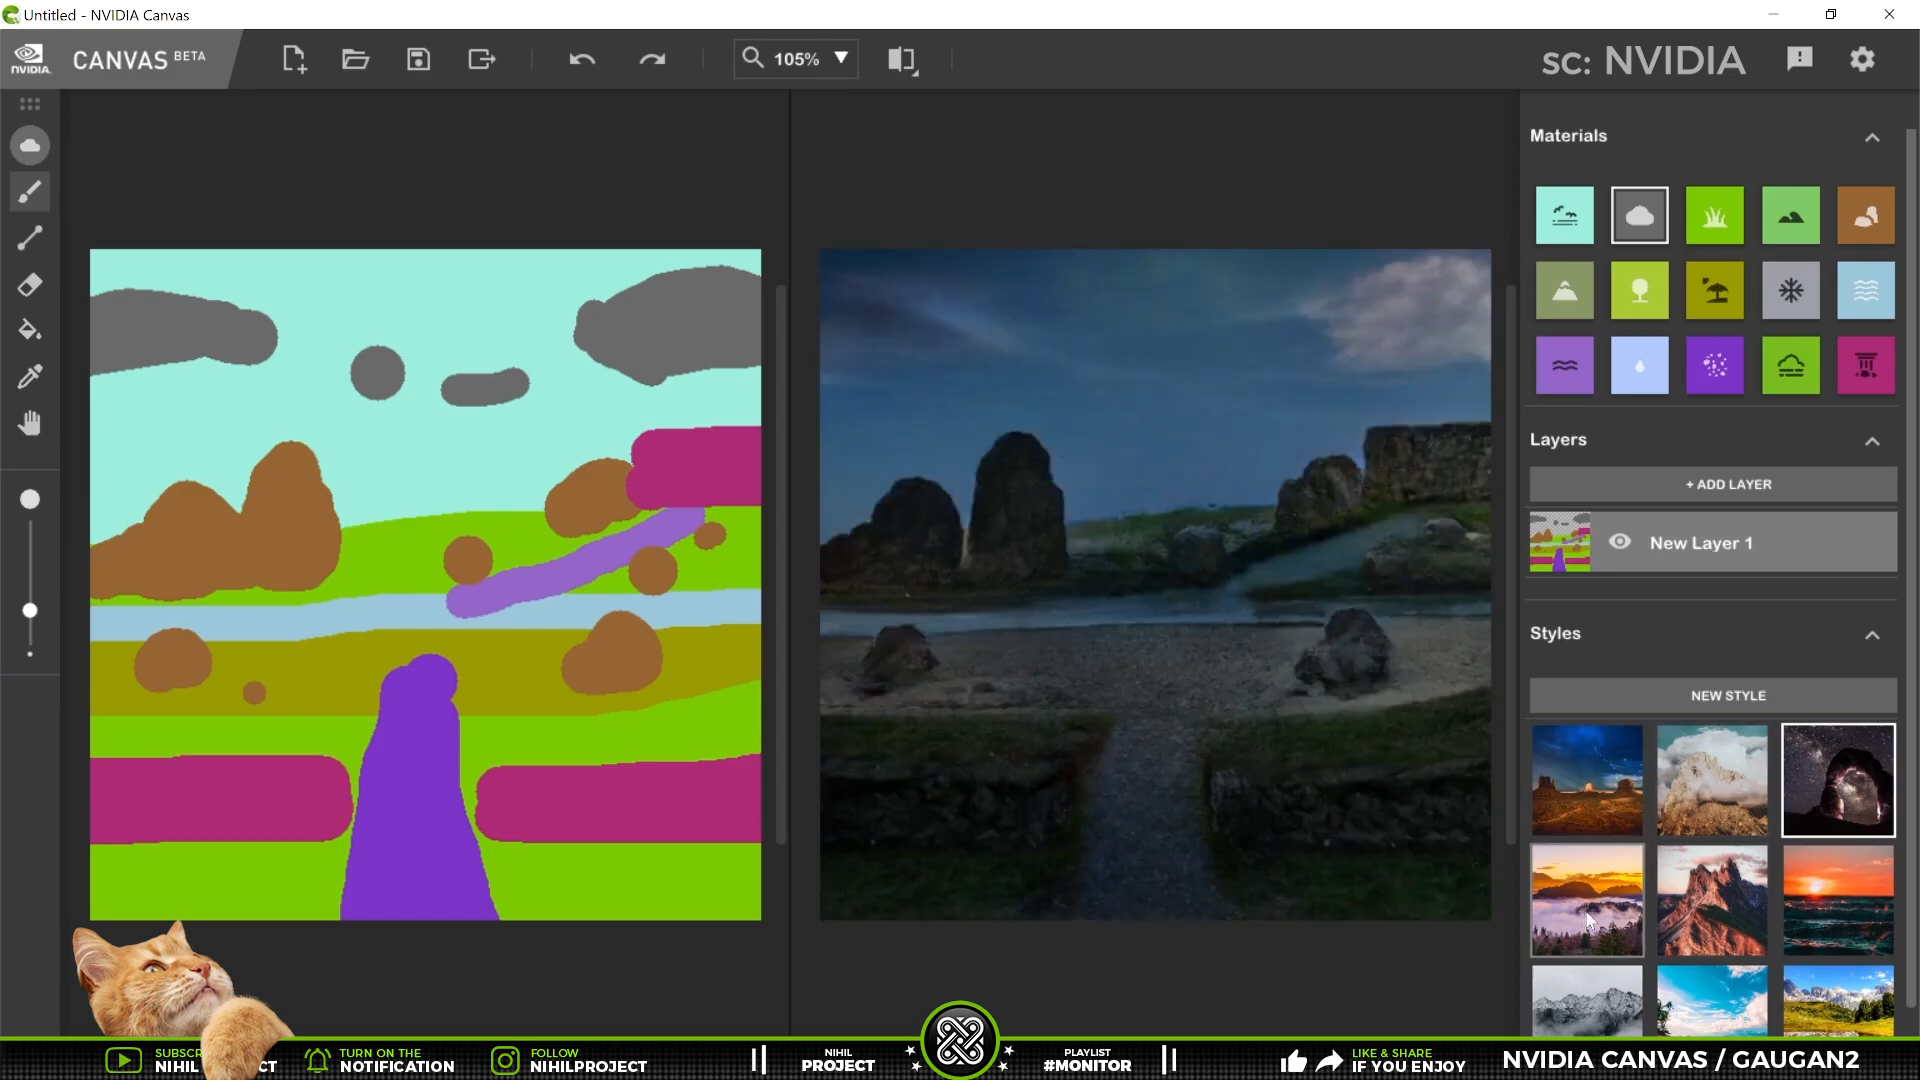 Untitled - NVIDIA Canvas
NVIDIA.
CANVAS BETA
105%
sc: NVIDIA
Materials
Layers
+ ADD LAYER
New Layer 1
Styles
NEW STYLE
SUBSCR
NIHIL CT
TURN ON THE
NOTIFICATION
FOLLOW
NIHILPROJECT
NIHIL
PROJECT
PLAYLIST
#MONITOR
LIKE & SHARE
IF YOU ENJOY
NVIDIA CANVAS / GAUGAN2